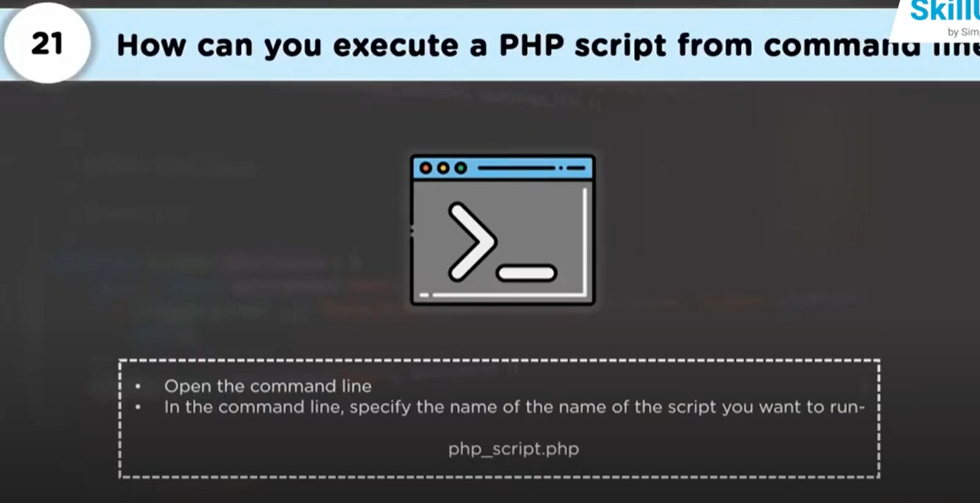 21
How can you execute a PHP script from command line
by Sim
• Open the command line
• In the command line, specify the name of the name of the script you want to run-
php_script.php